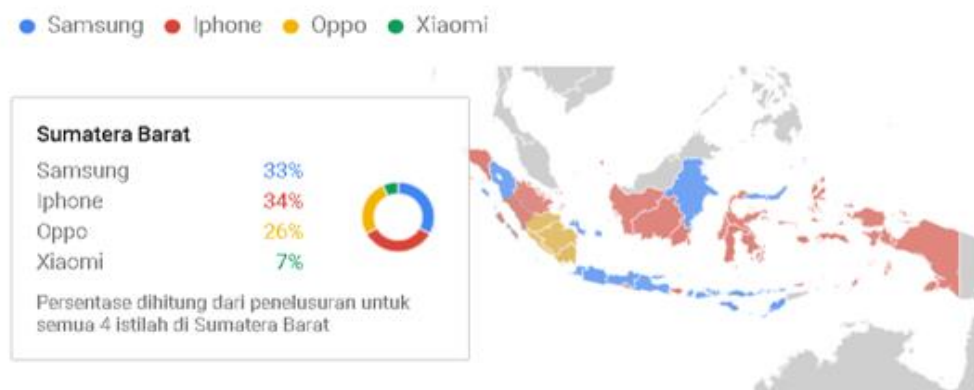 Samsung Iphone Oppo Xiaomi
Sumatera Barat
Samsung 33%
Iphone 34%
Oppo 26%
Xiaomi 7%
Persentase dihitung dari penelusuran untuk
semua 4 istilah di Sumatera Barat